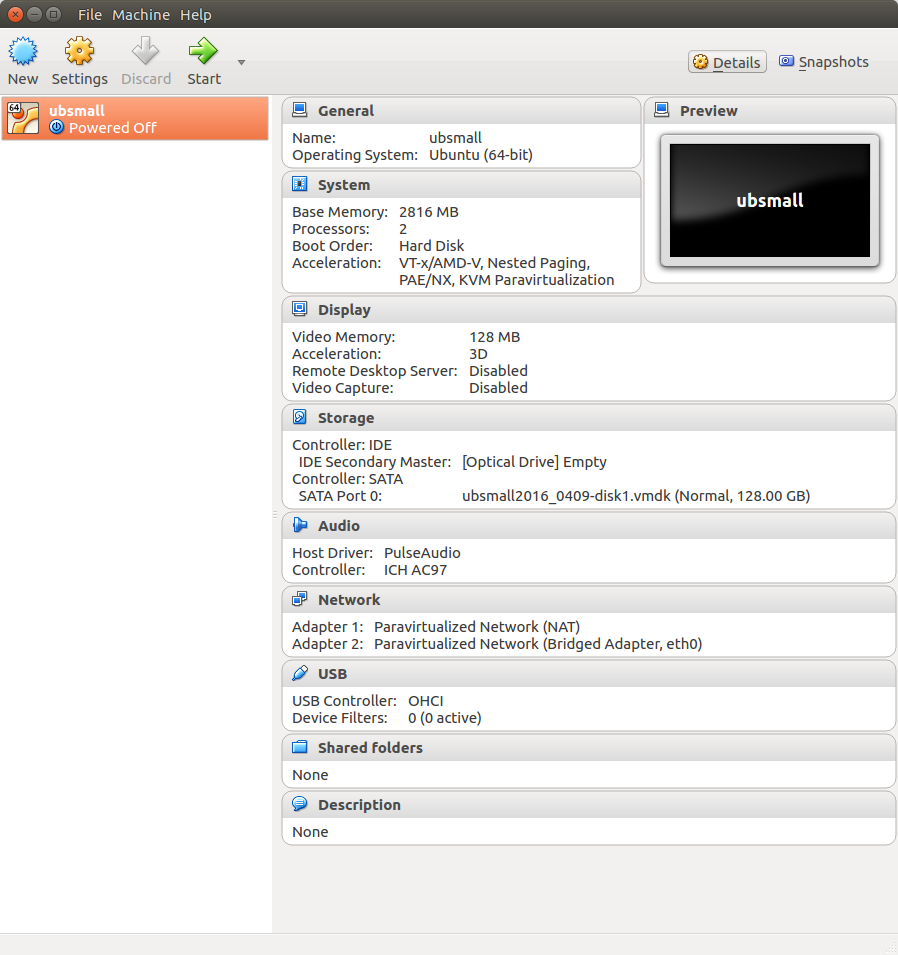 File Machine Help
New Settings Discard Start
Details Snapshots
64
ubsmall
Powered Off
General
Name: ubsmall
Operating System: Ubuntu (64-bit)
Preview
ubsmall
System
Base Memory: 2816 MB
Processors: 2
Boot Order: Hard Disk
Acceleration: VT-x/AMD-V, Nested Paging,
PAE/NX, KVM Paravirtualization
Display
Video Memory: 128 MB
Acceleration: 3D
Remote Desktop Server: Disabled
Video Capture: Disabled
Storage
Controller: IDE
IDE Secondary Master: [Optical Drive] Empty
Controller: SATA
SATA Port 0: ubsmall2016_0409-disk1.vmdk (Normal, 128.00 GB)
Audio
Host Driver: PulseAudio
Controller: ICH AC97
Network
Adapter 1: Paravirtualized Network (NAT)
Adapter 2: Paravirtualized Network (Bridged Adapter, eth0)
USB
USB Controller: OHCI
Device Filters: 0 (0 active)
Shared folders
None
Description
None